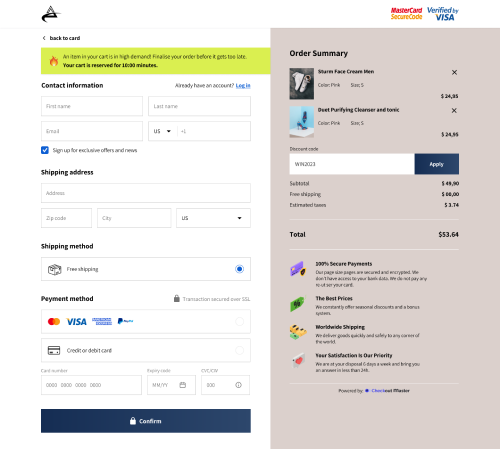 MasterCard
SecureCode
Verified by
VISA
back to card
An item in your cart is in high demand! Finalise your order before it gets too late.
Your cart is reserved for 10:00 minutes.
Contact information
Already have an account? Log in
First name
Last name
Email
US
+1
Sign up for exclusive offers and news
Shipping address
Address
Zip code
City
US
Shipping method
Free shipping
Payment method
Transaction secured over SSL
VISA
AMERICAN EXPRESS
PayPal
Credit or debit card
Card number
Expiry code
CVC/CW
0000 0000 0000 0000
MM/YY
000
Confirm
Order Summary
Sturm Face Cream Men
Color: Pink
Size: S
$ 24,95
Duet Purifying Cleanser and tonic
Color: Pink
Size: S
$ 24,95
Discount code
WIN2023
Apply
Subtotal
$ 49,90
Free shipping
$ 00,00
Estimated taxes
$ 3.74
Total
$53.64
100% Secure Payments
Our page size pages are secured and encrypted. We
don't have access to your bank data. We do not pay any
re ut ser your card.
The Best Prices
We constantly offer seasonal discounts and a bonus
system.
Worldwide Shipping
We deliver goods quickly and safely to any corner of
the world.
Your Satisfaction Is Our Priority
We are at your disposal 5 days a week and bring you
an answer in less than 24h.
Powered by: